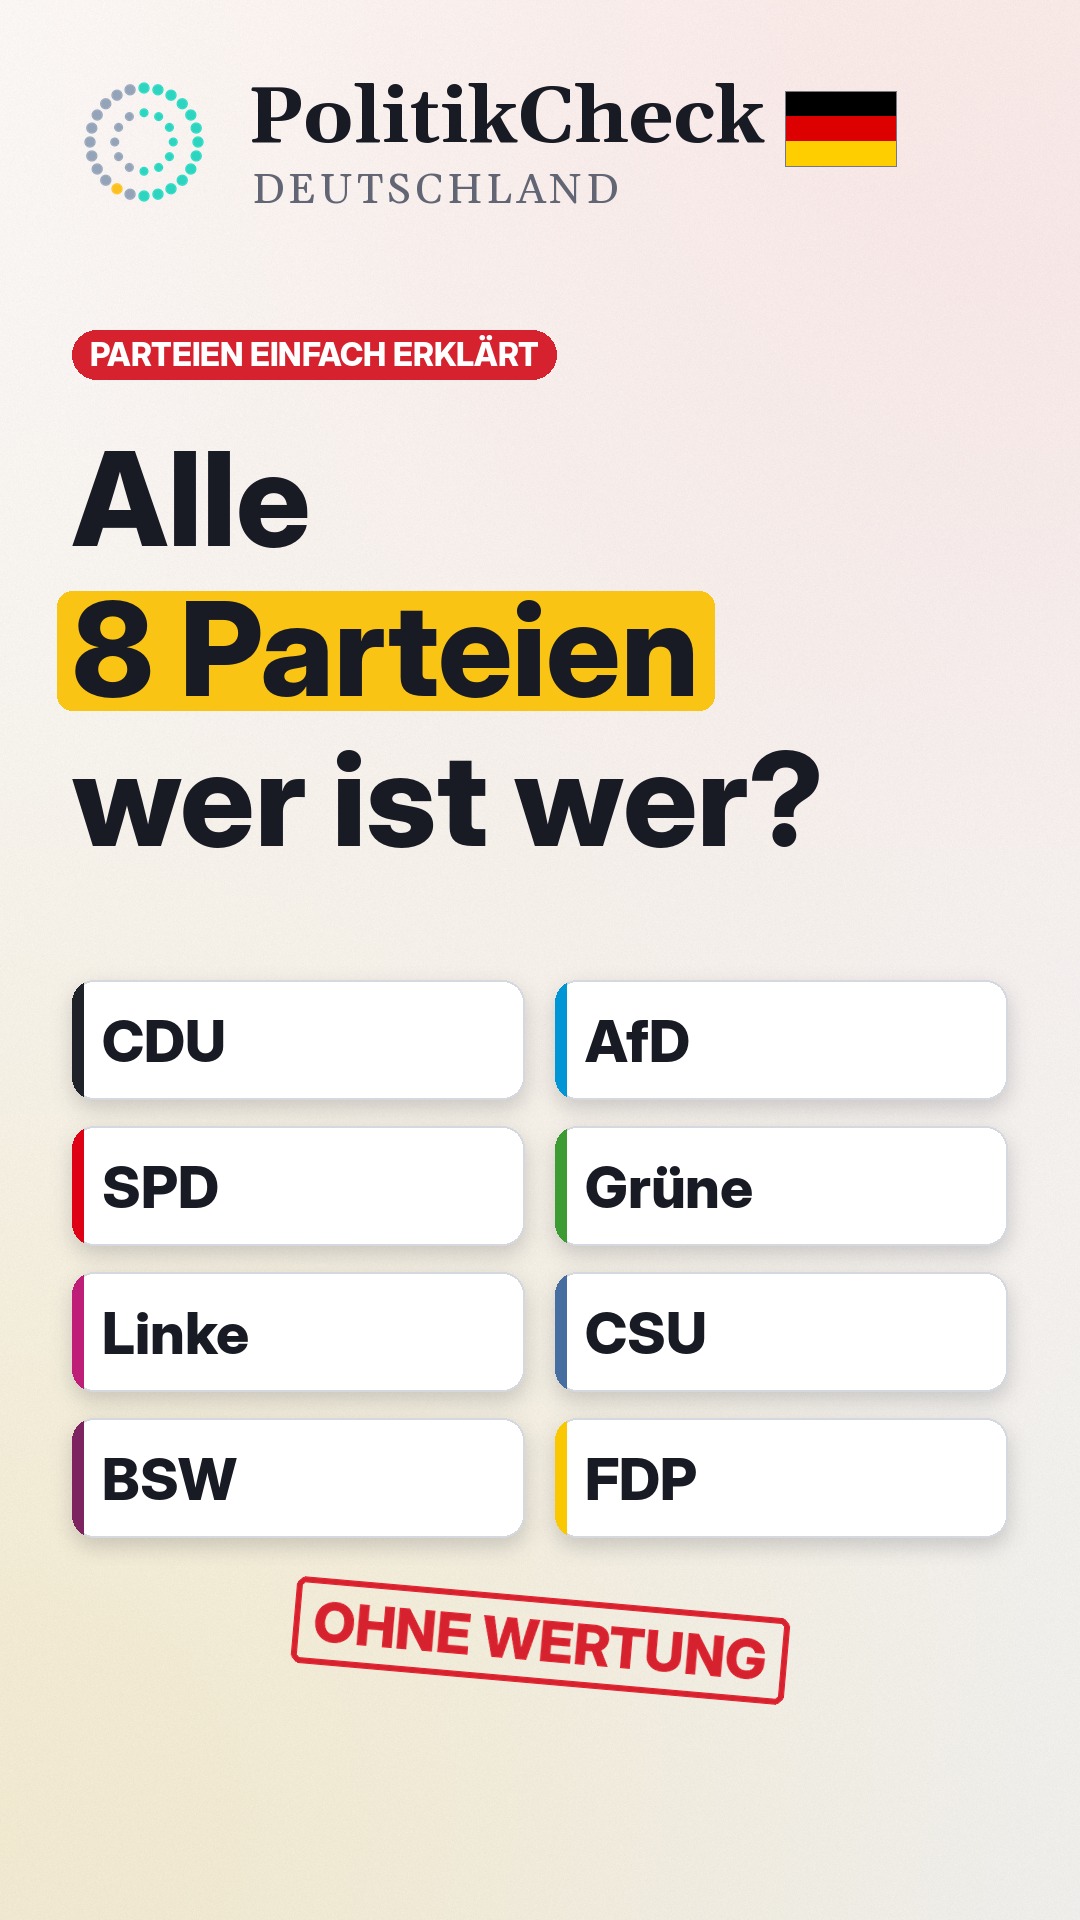 PolitikCheck
DEUTSCHLAND
PARTEIEN EINFACH ERKLÄRT
Alle
8 Parteien
wer ist wer?
CDU
AfD
SPD
Grüne
Linke
CSU
BSW
FDP
OHNE WERTUNG